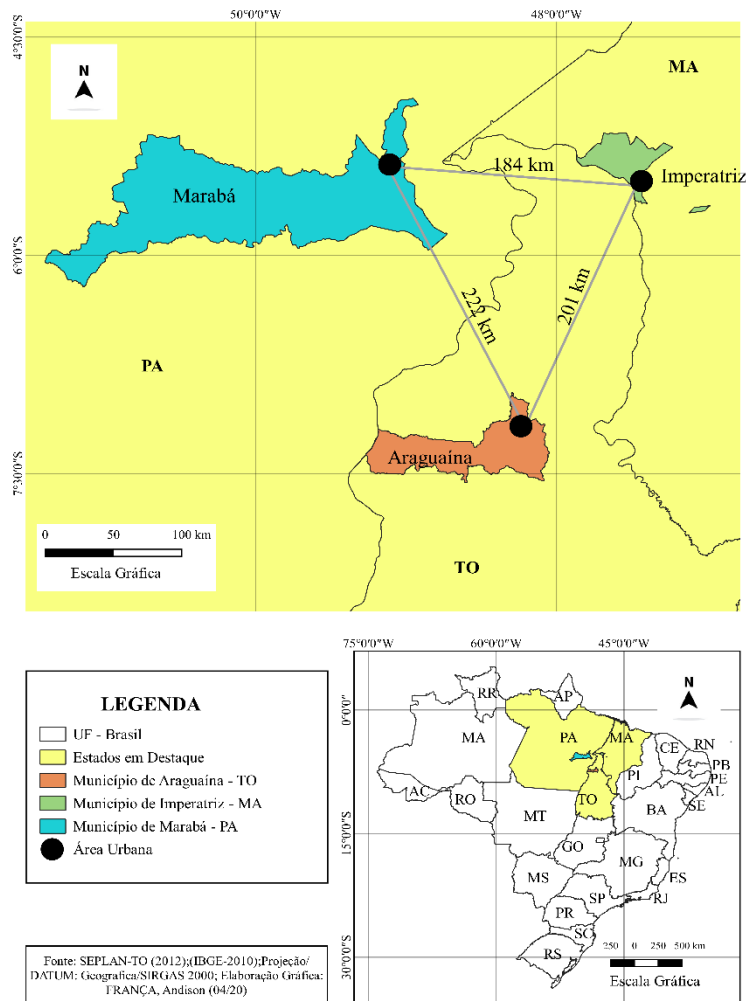 50°0'0"W
48°0'0"W
4°30'0"S
N
MA
184 km
Imperatriz
Marabá
6°0'0"S
222 km
201 km
PA
Araguaína
7°30'0"S
0 50 100 km
Escala Gráfica
TO
LEGENDA
UF - Brasil
Estados em Destaque
Município de Araguaína - TO
Município de Imperatriz - MA
Município de Marabá - PA
Área Urbana
Fonte: SEPLAN-TO (2012);(IBGE-2010);Projeção/
DATUM: Geografica/SIRGAS 2000; Elaboração Gráfica:
FRANÇA, Andison (04/20)
75°0'0"W
60°0'0"W
45°0'0"W
N
RR
AP
0°0'0"
MA
PA
MA
CE
RN
PB
PE
AL
SE
PI
AC
RO
TO
MT
BA
15°0'0"S
GO
MG
ES
MS
SP
RJ
PR
SC
RS
30°0'0"S
250 0 500 km
Escala Gráfica